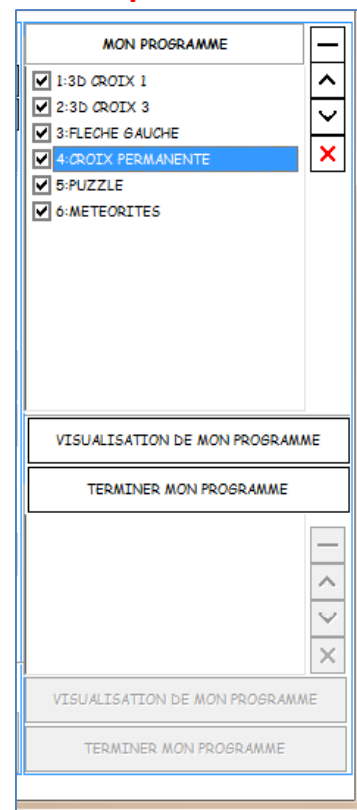 MON PROGRAMME
1:3D CROIX 1
2:3D CROIX 3
3:FLECHE GAUCHE
4:CROIX PERMANENTE
5:PUZZLE
6:METEORITES
VISUALISATION DE MON PROGRAMME
TERMINER MON PROGRAMME
VISUALISATION DE MON PROGRAMME
TERMINER MON PROGRAMME